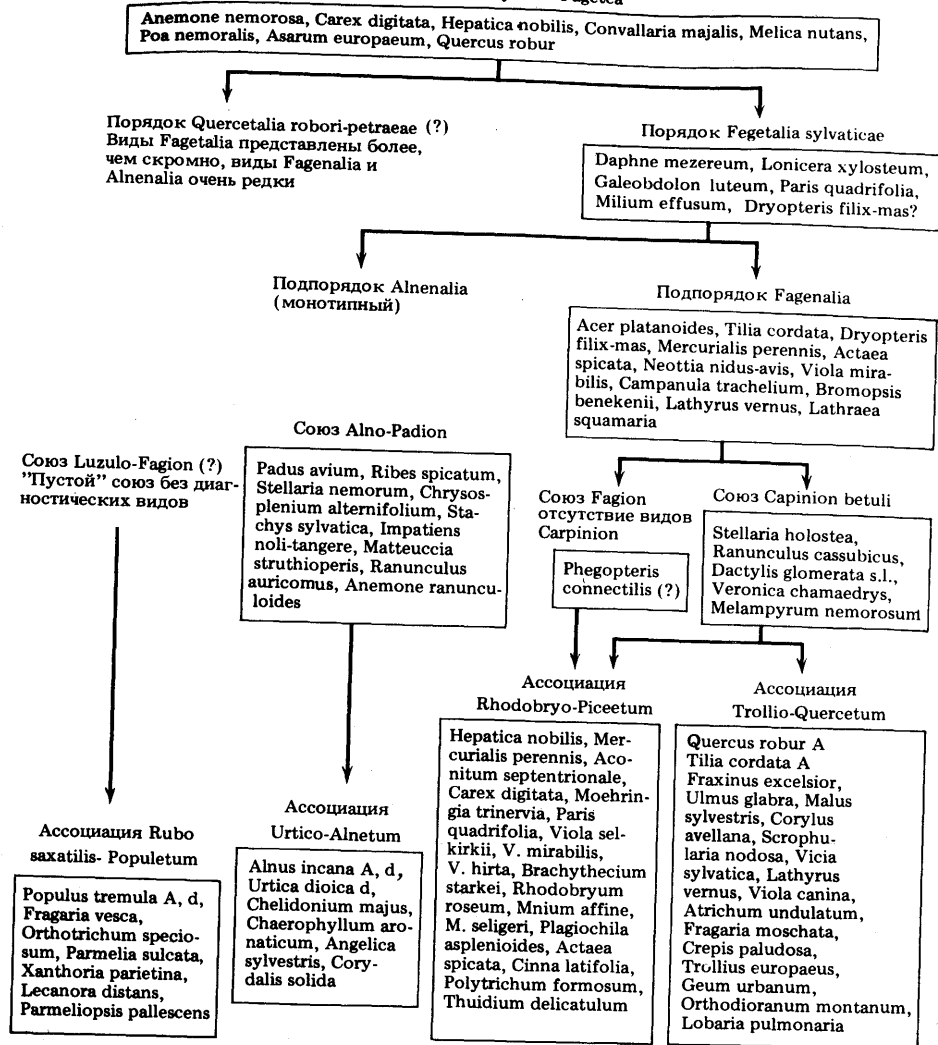 Anemone nemorosa, Carex digitata, Hepatica nobilis, Convallaria majalis, Melica nutans,
Poa nemoralis, Asarum europaeum, Quercus robur
Порядок Quercetalia robori-petraeae (?)
Виды Fagetalia представлены более,
чем скромно, виды Fagenalia и
Alnenalia очень редки
Порядок Fegetalia sylvaticae
Daphne mezereum, Lonicera xylosteum,
Galeobdolon luteum, Paris quadrifolia,
Milium effusum, Dryopteris filix-mas?
Подпорядок Alnenalia
(монотипный)
Подпорядок Fagenalia
Acer platanoides, Tilia cordata, Dryopteris
filix-mas, Mercurialis perennis, Actaea
spicata, Neottia nidus-avis, Viola mira-
bilis, Campanula trachelium, Bromopsis
benekenii, Lathyrus vernus, Lathraea
squamaria
Союз Luzulo-Fagion (?)
"Пустой" союз без диаг-
ностических видов
Союз Alno-Padion
Padus avium, Ribes spicatum,
Stellaria nemorum, Chrysos-
plenium alternifolium, Sta-
chys sylvatica, Impatiens
noli-tangere, Matteuccia
struthioperis, Ranunculus
auricomus, Anemone ranuncu-
loides
Союз Fagion
отсутствие видов
Carpinion
Phegopteris
connectilis (?)
Союз Capinion betuli
Stellaria holostea,
Ranunculus cassubicus,
Dactylis glomerata s.l.,
Veronica chamaedrys,
Melampyrum nemorosum
Ассоциация Rubo
saxatilis- Populetum
Populus tremula A, d,
Fragaria vesca,
Orthotrichum specio-
sum, Parmelia sulcata,
Xanthoria parietina,
Lecanora distans,
Parmeliopsis pallescens
Ассоциация
Urtico-Alnetum
Alnus incana A, d,
Urtica dioica d,
Chelidonium majus,
Chaerophyllum aro-
naticum, Angelica
sylvestris, Cory-
dalis solida
Ассоциация
Rhodobryo-Piceetum
Hepatica nobilis, Mer-
curialis perennis, Aco-
nitum septentrionale,
Carex digitata, Moehrin-
gia trinervia, Paris
quadrifolia, Viola sel-
kirkii, V. mirabilis,
V. hirta, Brachythecium
starkei, Rhodobryum
roseum, Mnium affine,
M. seligeri, Plagiochila
asplenioides, Actaea
spicata, Cinna latifolia,
Polytrichum formosum,
Thuidium delicatulum
Ассоциация
Trollio-Quercetum
Quercus robur A
Tilia cordata A
Fraxinus excelsior,
Ulmus glabra, Malus
sylvestris, Corylus
avellana, Scrophu-
laria nodosa, Vicia
sylvatica, Lathyrus
vernus, Viola canina,
Atrichum undulatum,
Fragaria moschata,
Crepis paludosa,
Trollius europaeus,
Geum urbanum,
Orthodioranum montanum,
Lobaria pulmonaria